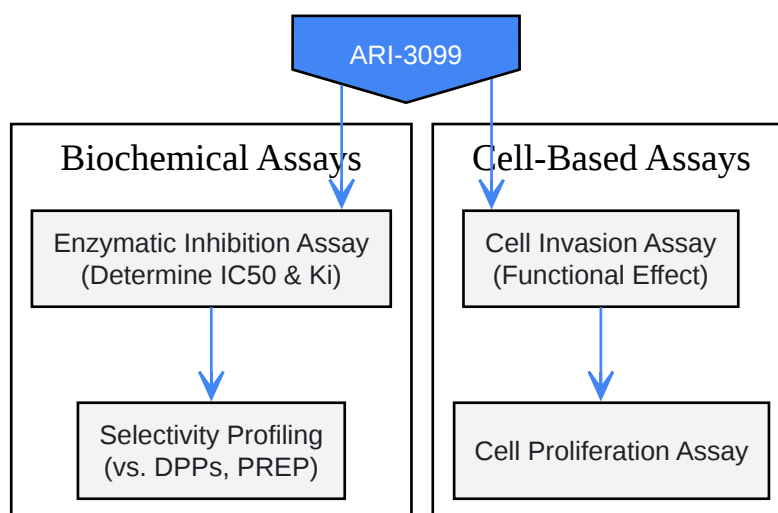 ARI-3099
Biochemical Assays
Enzymatic Inhibition Assay
(Determine IC50 & Ki)
Selectivity Profiling
(vs. DPPs, PREP)
Cell-Based Assays
Cell Invasion Assay
(Functional Effect)
Cell Proliferation Assay